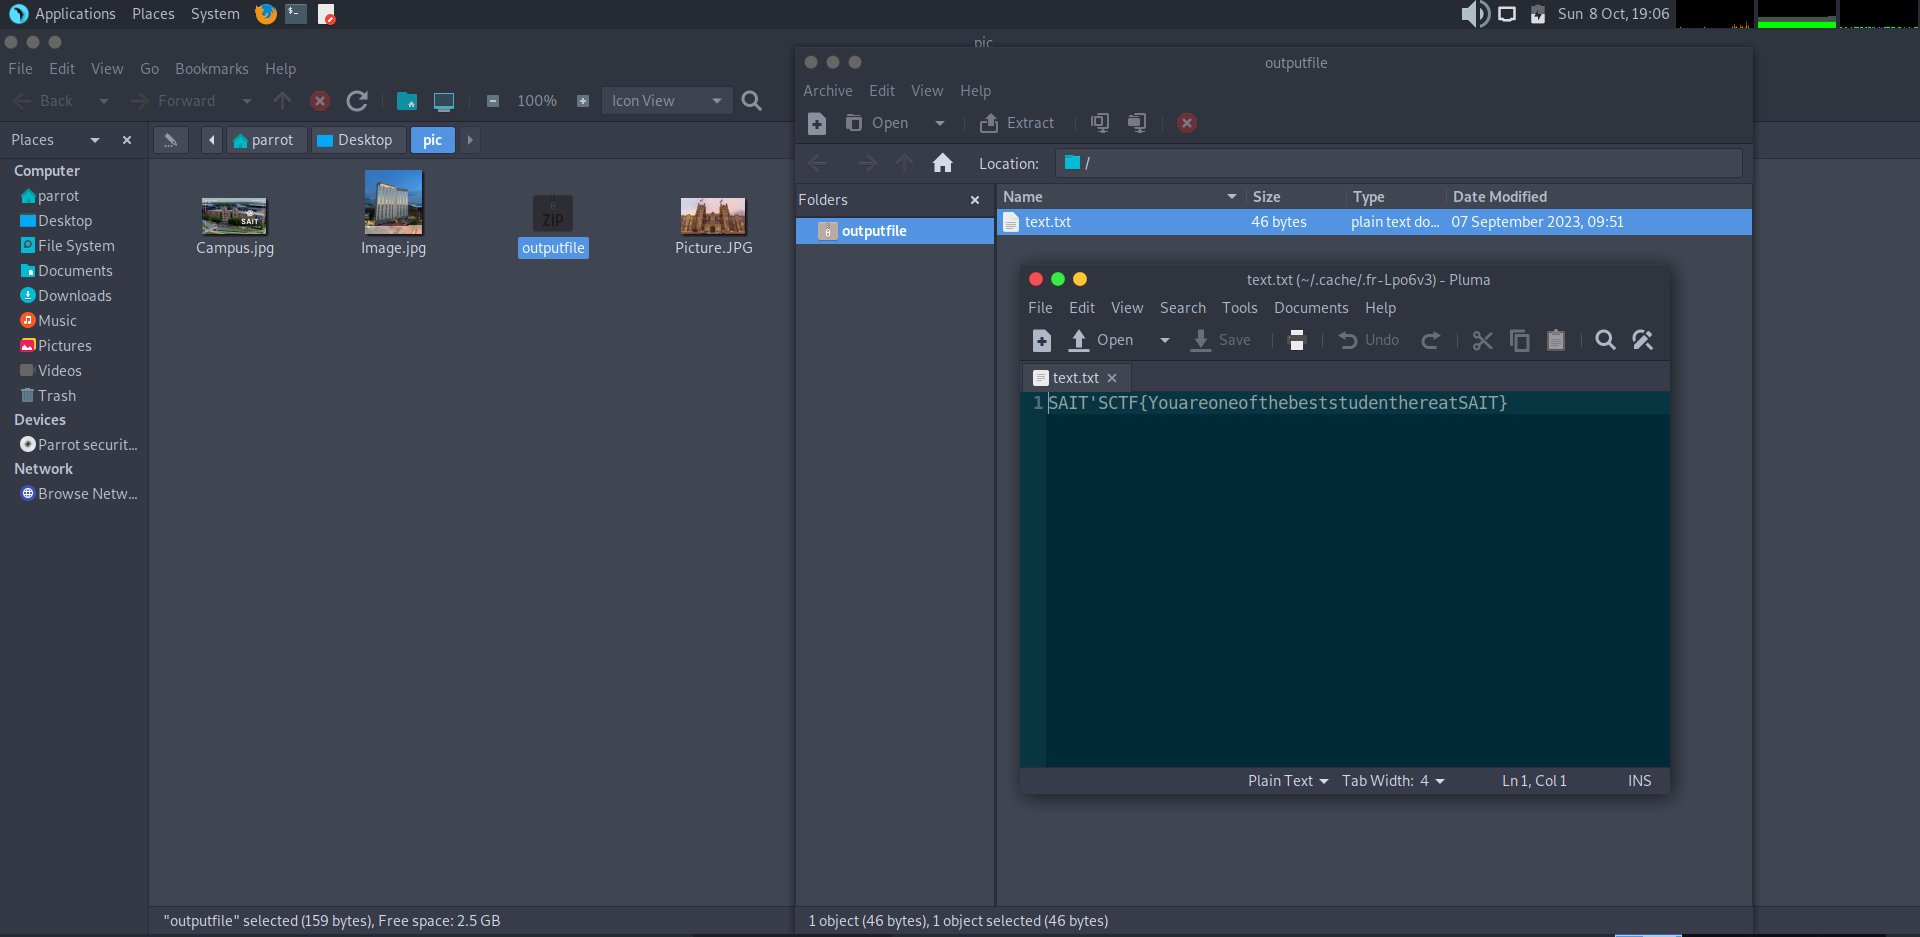 Applications Places System
Sun 8 Oct, 19:06
pic
File Edit View Go Bookmarks Help
Back Forward 100% Icon View
Places
parrot Desktop pic
Computer
parrot
Desktop
File System
Documents
Downloads
Music
Pictures
Videos
Trash
Devices
Parrot securit...
Network
Browse Netw...
SAIT
ZIP
Campus.jpg Image.jpg outputfile Picture.JPG
"outputfile" selected (159 bytes), Free space: 2.5 GB
outputfile
Archive Edit View Help
Open Extract
Location: /
Folders
outputfile
Name Size Type Date Modified
text.txt 46 bytes plain text do... 07 September 2023, 09:51
text.txt (~/.cache/.fr-Lpo6v3) - Pluma
File Edit View Search Tools Documents Help
Open Save Undo
text.txt
1 SAIT'SCTF{YouareoneofthebeststudenthereatSAIT}
Plain Text Tab Width: 4 Ln 1, Col 1 INS
1 object (46 bytes), 1 object selected (46 bytes)